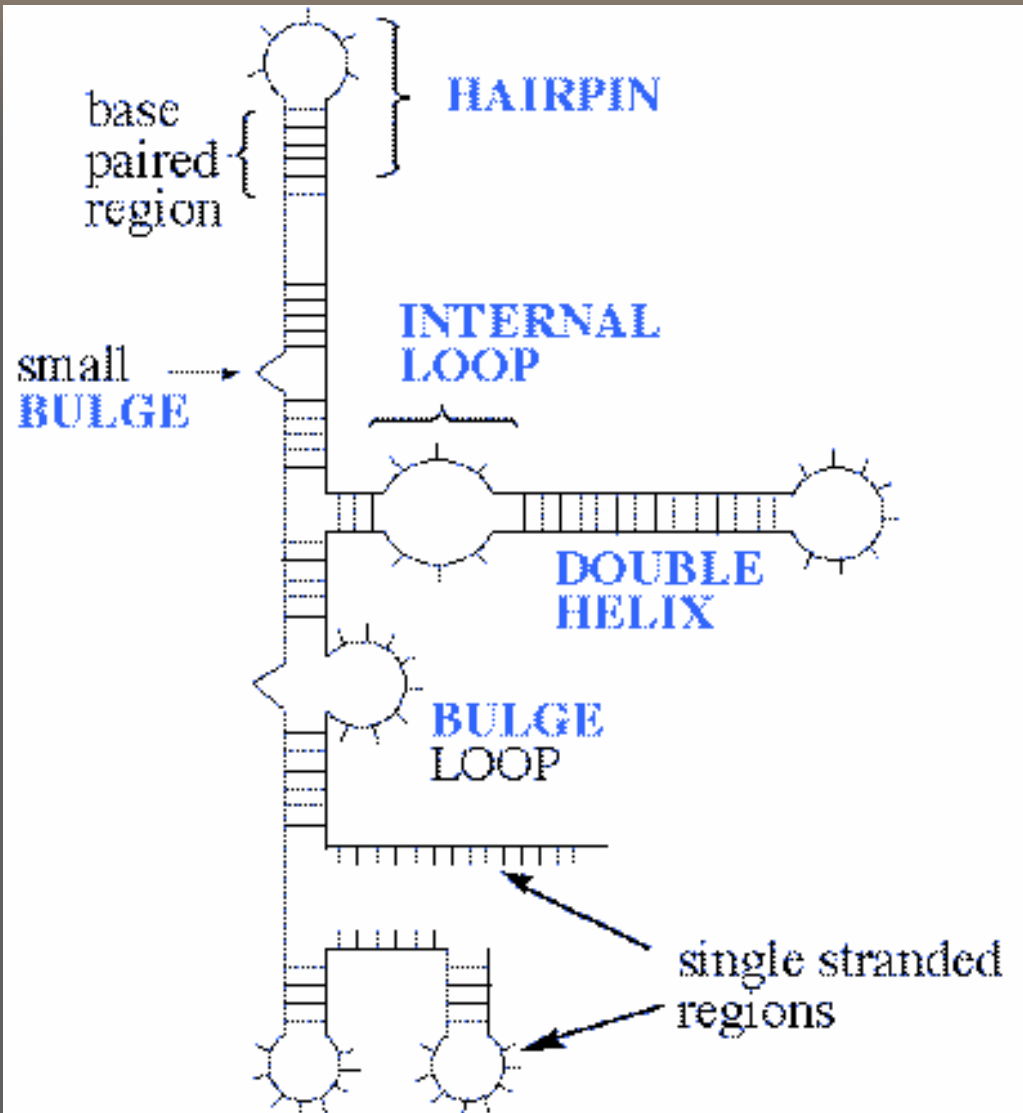 HAIRPIN
base
paired
region
INTERNAL
LOOP
small
BULGE
DOUBLE
HELIX
BULGE
LOOP
single stranded
regions